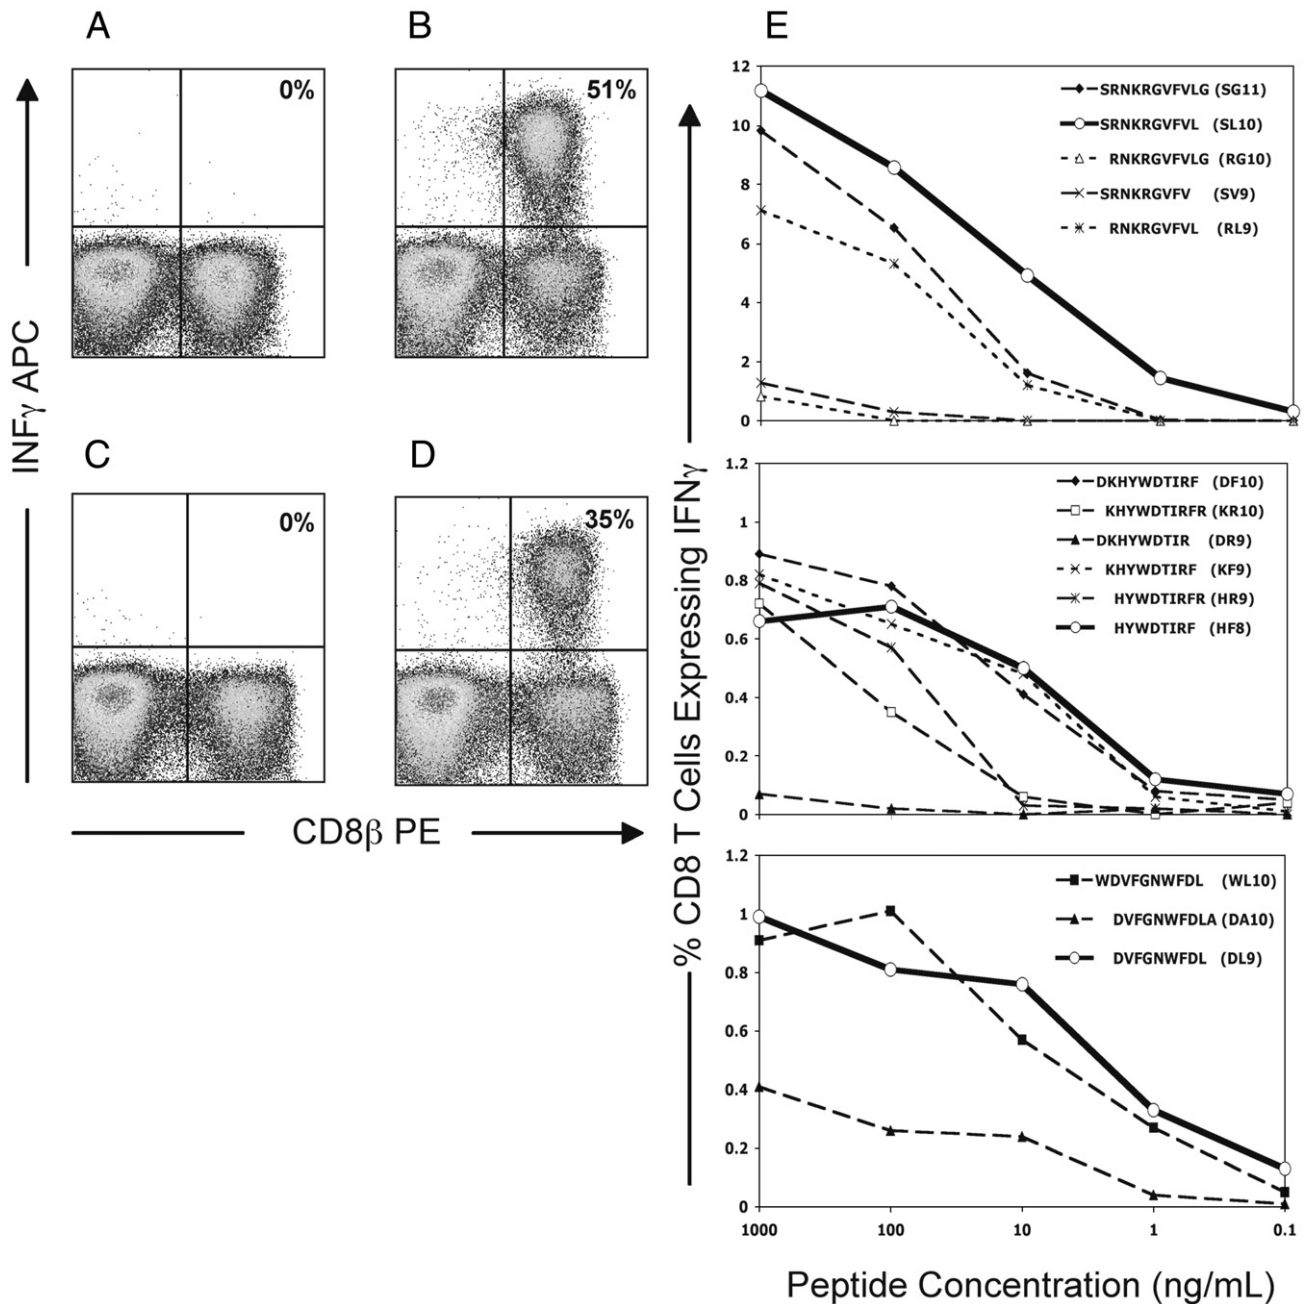 A
B
E
0%
51%
C
D
0%
35%
INFγ APC
CD8β PE
% CD8 T Cells Expressing IFNγ
12
10
8
6
4
2
0
SRNKRGVFVLG (SG11)
SRNKRGVFVL (SL10)
RNKRGVFVLG (RG10)
SRNKRGVFV (SV9)
RNKRGVFVL (RL9)
1.2
1
0.8
0.6
0.4
0.2
0
DKHYWDTIRF (DF10)
KHYWDTIRFR (KR10)
DKHYWDTIR (DR9)
KHYWDTIRF (KF9)
HYWDTIRFR (HR9)
HYWDTIRF (HF8)
1.2
1
0.8
0.6
0.4
0.2
0
WDVFGNWFDL (WL10)
DVFGNWFDLA (DA10)
DVFGNWFDL (DL9)
1000 100 10 1 0.1
Peptide Concentration (ng/mL)